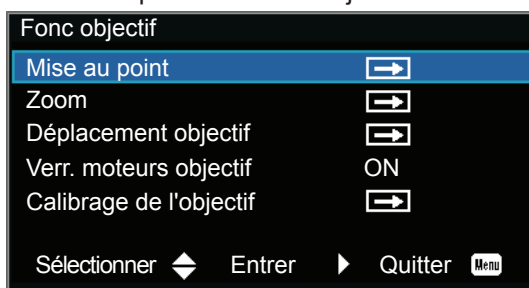 Fonc objectif
Mise au point
Zoom
Déplacement objectif
Verr. moteurs objectif ON
Calibrage de l'objectif
Sélectionner Entrer Quitter Menu